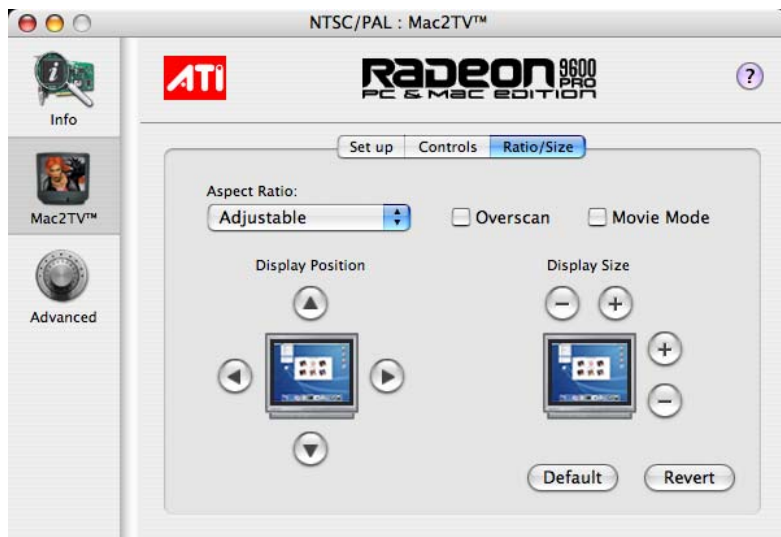 NTSC/PAL : Mac2TV™
Info
Mac2TV™
Advanced
ATI
RADEON 9600 PRO
PC & MAC EDITION
?
Set up Controls Ratio/Size
Aspect Ratio:
Adjustable
Overscan Movie Mode
Display Position Display Size
Default Revert